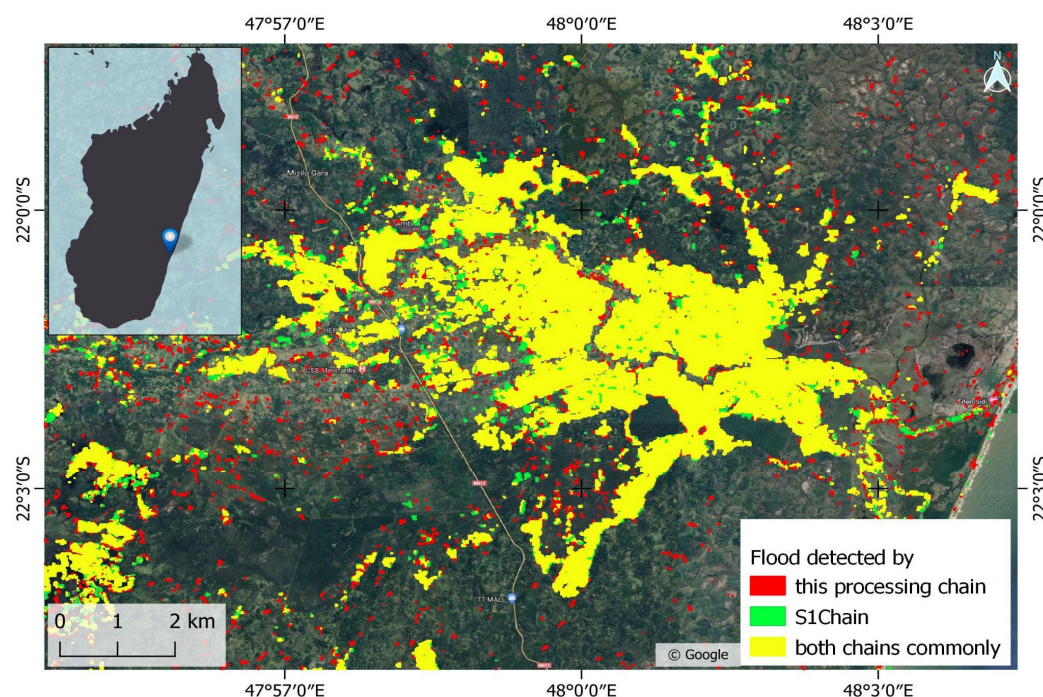 47°57′0″E 48°0′0″E 48°3′0″E
Mizilo Gara
22°0′0″S 22°0′0″S
Eden Sidi
22°3′0″S 22°3′0″S
TT MALL
Flood detected by
this processing chain
S1Chain
both chains commonly
0 1 2 km
© Google
47°57′0″E 48°0′0″E 48°3′0″E